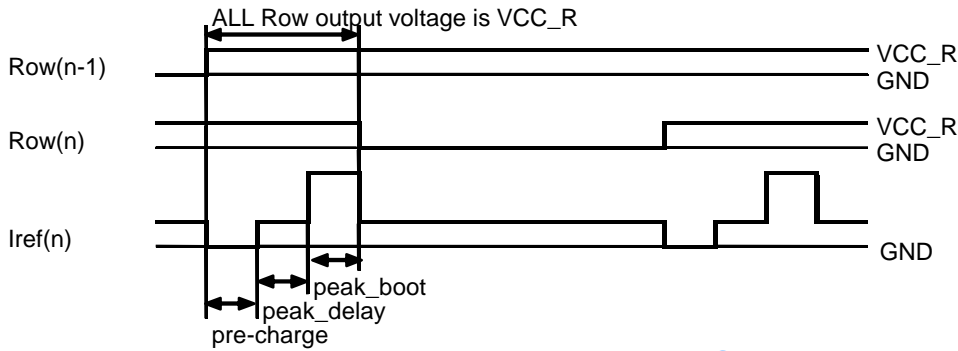 ALL Row output voltage is VCC_R
Row(n-1)
VCC_R
GND
Row(n)
VCC_R
GND
Iref(n)
GND
peak_boot
peak_delay
pre-charge